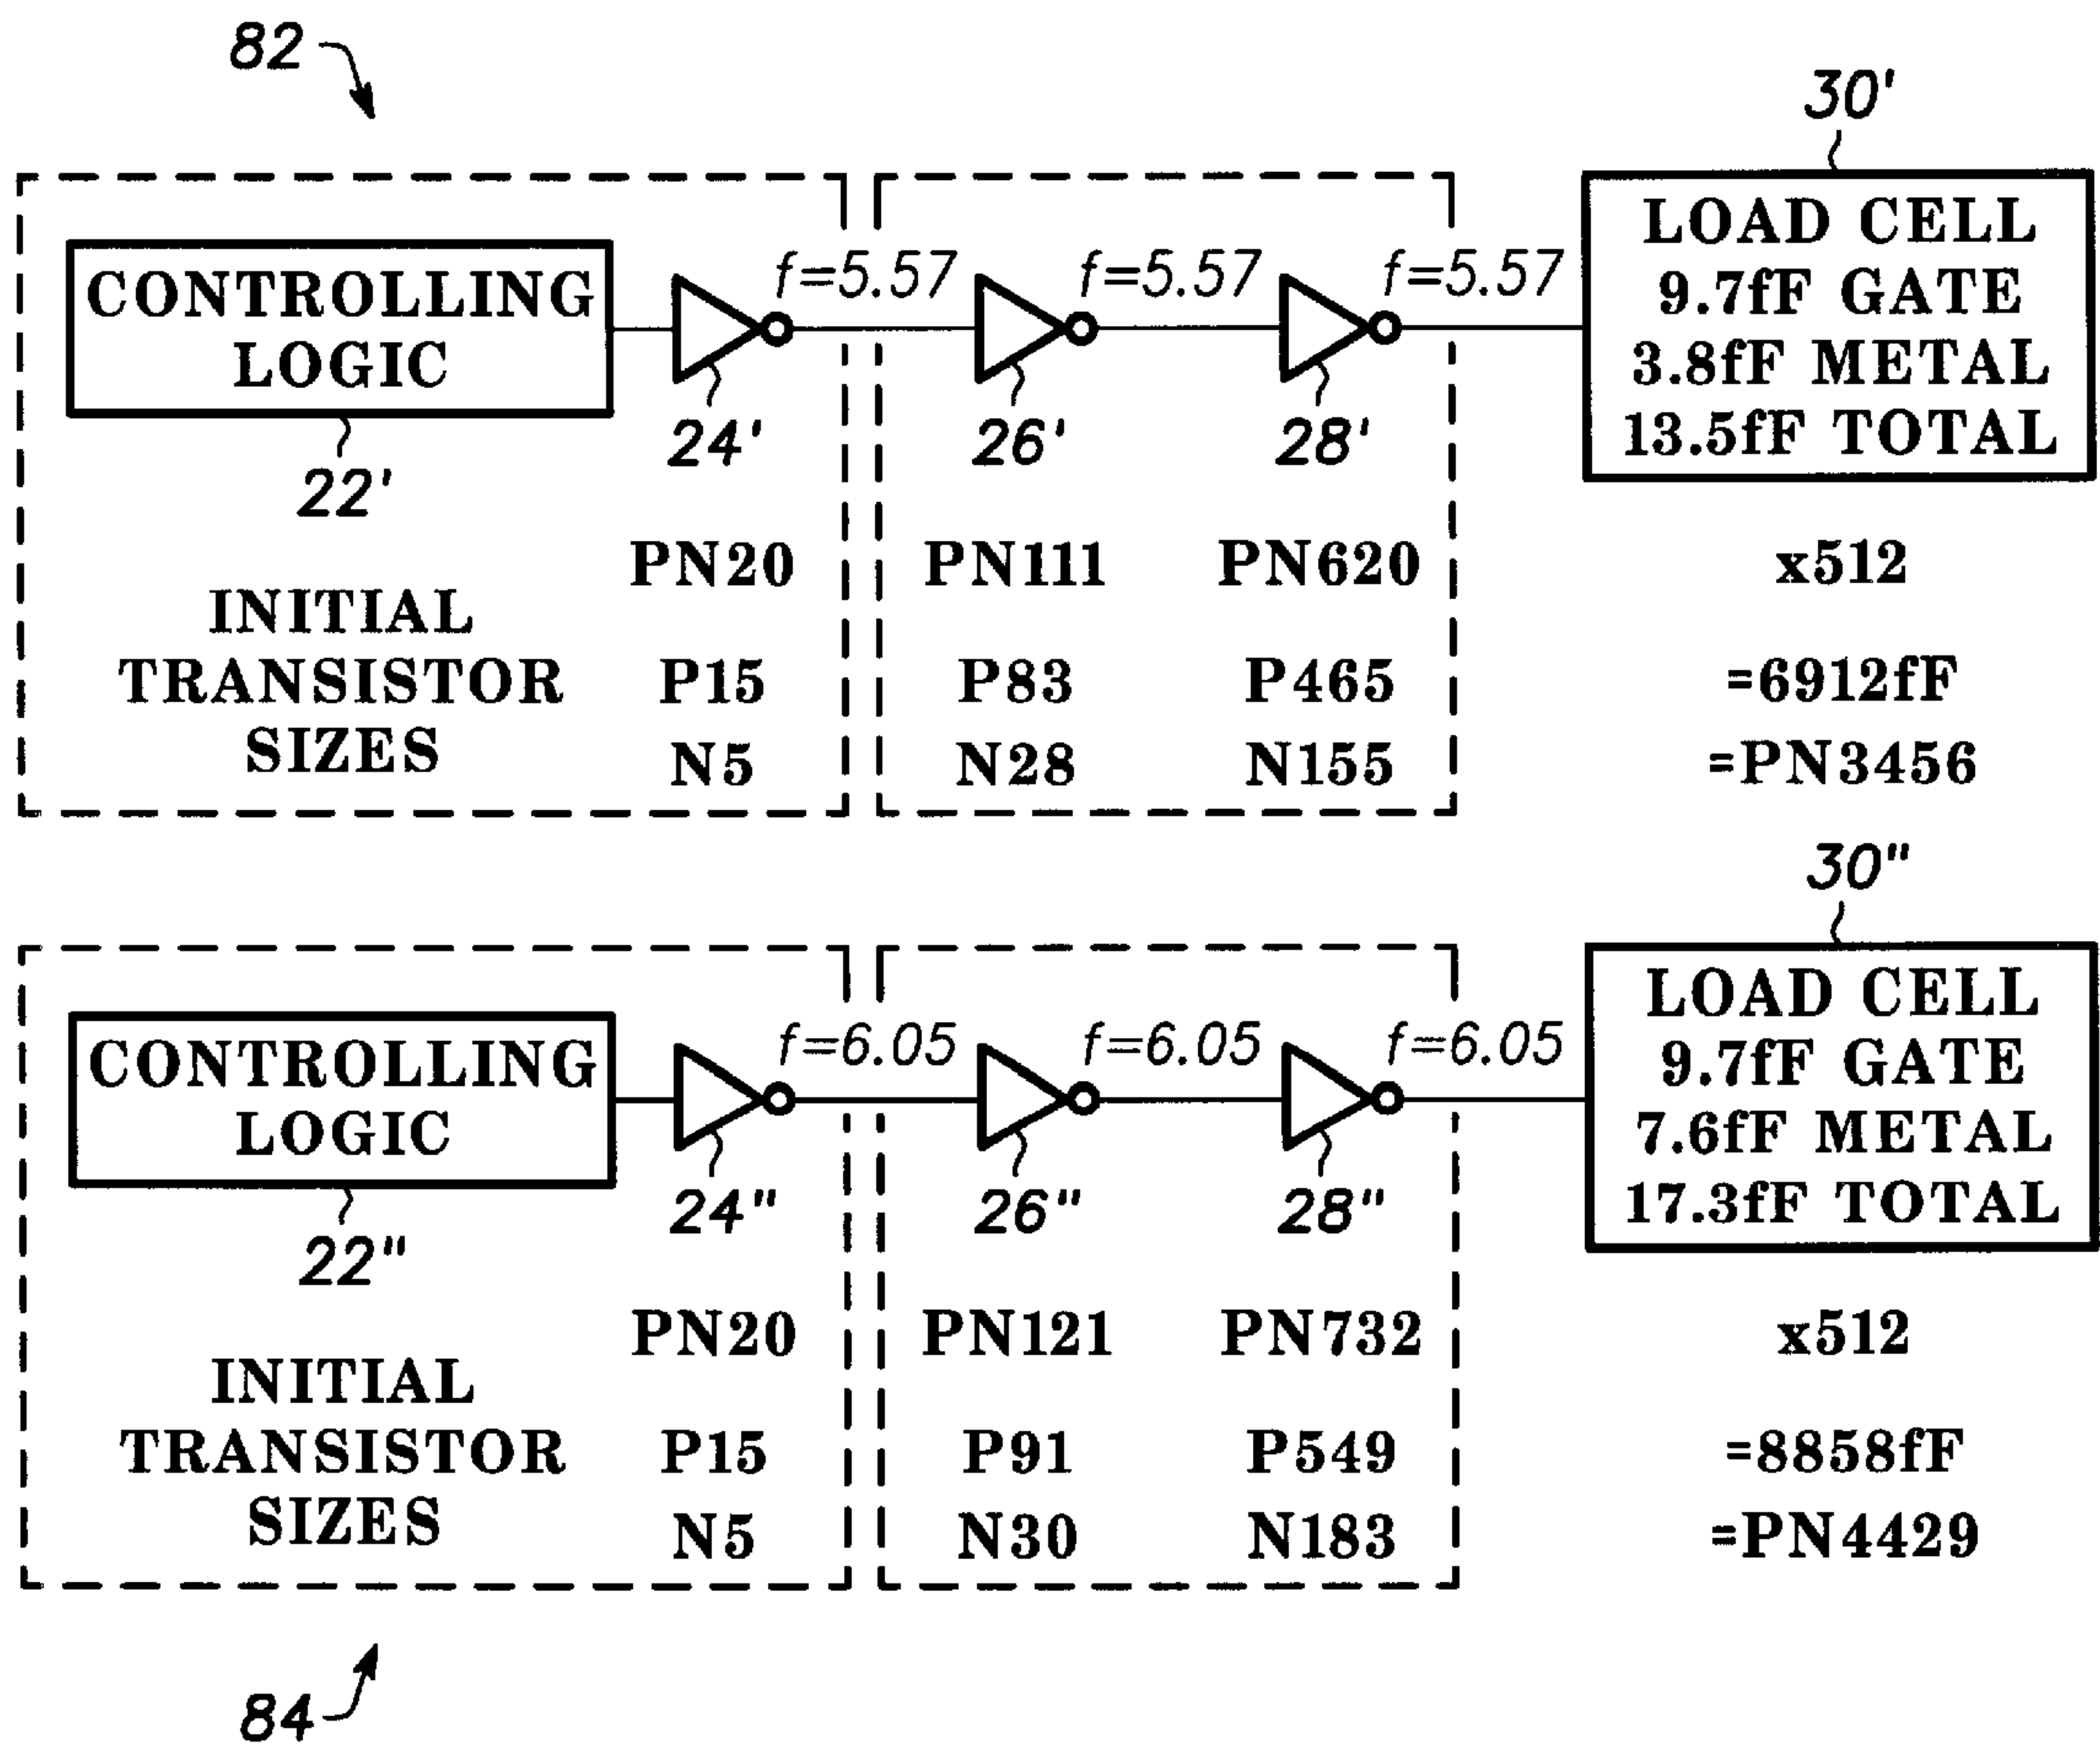 82
30'
CONTROLLING
LOGIC
f=5.57
f=5.57
f=5.57
LOAD CELL
9.7fF GATE
3.8fF METAL
13.5fF TOTAL
22'
24'
26'
28'
INITIAL
TRANSISTOR
SIZES
PN20
P15
N5
PN111
P83
N28
PN620
P465
N155
x512
=6912fF
=PN3456
30"
CONTROLLING
LOGIC
f=6.05
f=6.05
f=6.05
LOAD CELL
9.7fF GATE
7.6fF METAL
17.3fF TOTAL
22"
24"
26"
28"
INITIAL
TRANSISTOR
SIZES
PN20
P15
N5
PN121
P91
N30
PN732
P549
N183
x512
=8858fF
=PN4429
84